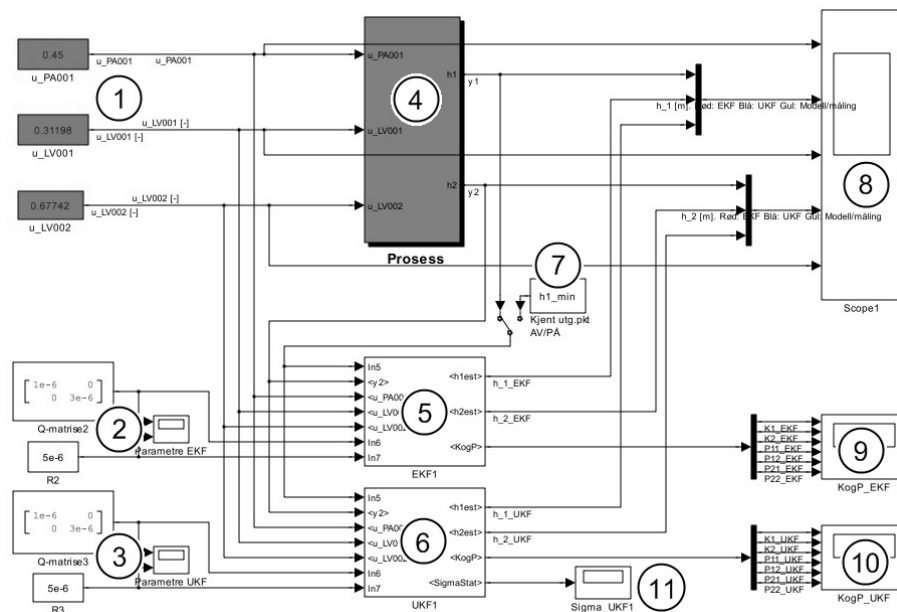 0.45
u_PA001
u_PA001
u_PA001
1
0.31198
u_LV001
u_LV001 [-]
u_LV001 [-]
0.67742
u_LV002
u_LV002 [-]
u_LV002 [-]
u_PA001
u_LV001
u_LV002
4
h1
h2
Prosess
y1
y2
h_1 [m]. Rød: EKF Blå: UKF Gul: Modell/måling
h_2 [m]. Rød: EKF Blå: UKF Gul: Modell/måling
8
Scope1
7
h1_min
Kjent utg.pkt
AV/PÅ
1e-6 0
0 3e-6
Q-matrise2
2
Parametre EKF
5e-6
R2
In5
<y2>
<u_PA00
<u_LV00
<u_LV002
In6
In7
5
<h1est>
<h2est>
<KogP>
EKF1
h_1_EKF
h_2_EKF
K1_EKF
K2_EKF
P11_EKF
P12_EKF
P21_EKF
P22_EKF
9
KogP_EKF
1e-6 0
0 3e-6
Q-matrise3
3
Parametre UKF
5e-6
R3
In5
<y2>
<u_PA00
<u_LV0
<u_LV002
In6
In7
6
<h1est>
<h2est>
<KogP>
<SigmaStat>
UKF1
h_1_UKF
h_2_UKF
Sigma_UKF1
11
K1_UKF
K2_UKF
P11_UKF
P12_UKF
P21_UKF
P22_UKF
10
KogP_UKF